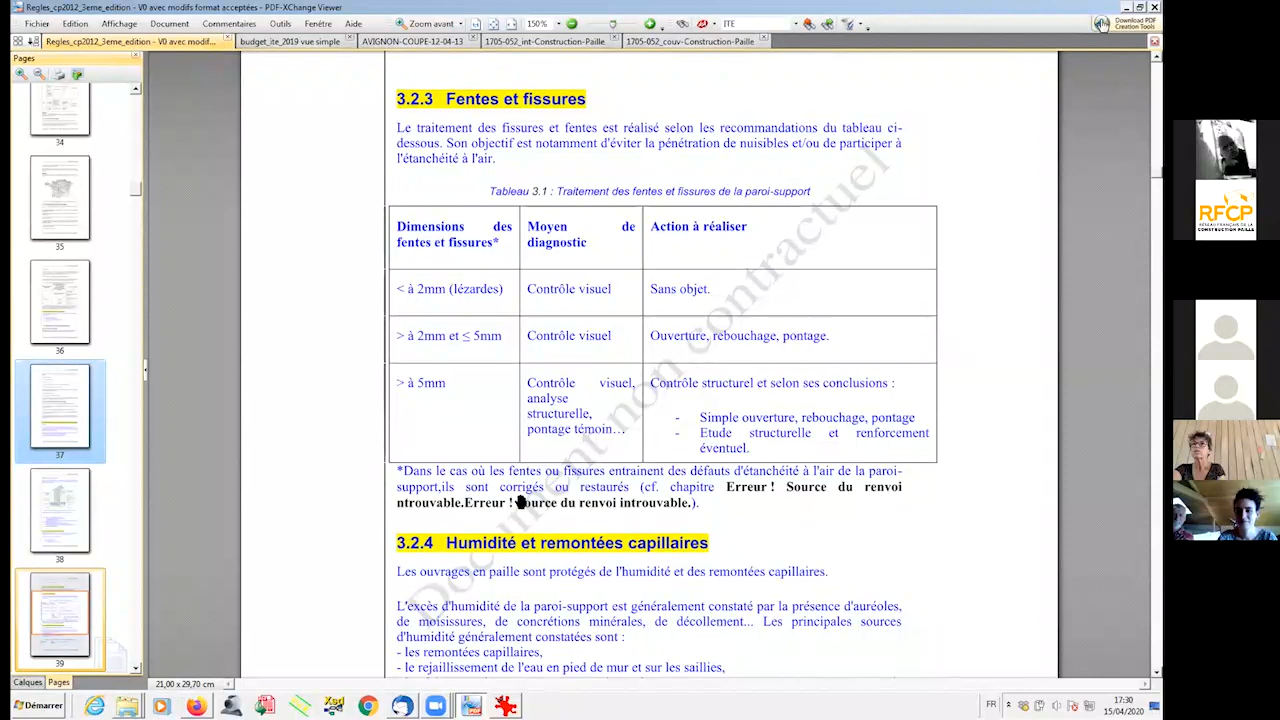 Regles_cp2012_3eme_edition - V0 avec modifs format acceptées - PDF-XChange Viewer
Fichier Edition Affichage Document Commentaires Outils Fenêtre Aide
Zoom avant
150%
ITE
Download PDF
Creation Tools
Regles_cp2012_3eme_edition - V0 avec modif...
budget_ite_2019 vue simple
AVIGNON-COUPE-12-04-13
1705-052_int-Construction-Paille
1705-052_couv-Construction-Paille
Pages
34
35
36
37
38
39
3.2.3 Fentes et fissures
Le traitement des fissures et fentes est réalisé selon les recommandations du tableau ci-
dessous. Son objectif est notamment d'éviter la pénétration de nuisibles et/ou de participer à
l'étanchéité à l'air.
Tableau 3.1 : Traitement des fentes et fissures de la paroi-support
Dimensions des
fentes et fissures*
de
Action à réaliser
< à 2mm (lézardes)
Contrôle visuel
Sans objet.
> à 2mm et ≤ 5mm
Contrôle visuel
Ouverture, rebouchage, pontage.
> à 5mm
Contrôle visuel,
analyse
structurelle,
pontage témoin…
Contrôle structurel et selon ses conclusions :
- Simple ouverture, rebouchage, pontage
- Etude structurelle et renforcement
éventuel.
*Dans le cas où les fentes ou fissures entrainent des défauts d'étanchéité à l'air de la paroi-
support,ils sont corrigés ou restaurés (cf. chapitre Erreur ! Source du renvoi
ntrouvable.Erreur ! Source du renvoi introuvable.).
3.2.4 Humidité et remontées capillaires
Les ouvrages en paille sont protégés de l'humidité et des remontées capillaires.
L'excès d'humidité de la paroi-support est généralement constaté par la présence d'auréoles,
de moisissures, de concrétions minérales, de décollement... Les principales sources
d'humidité généralement constatées sont :
- les remontées capillaires,
- le rejaillissement de l'eau en pied de mur et sur les saillies,
Calques
Pages
21,00 x 29,70 cm
Démarrer
FR
17:30
15/04/2020
RFCP
RÉSEAU FRANÇAIS DE LA
CONSTRUCTION PAILLE